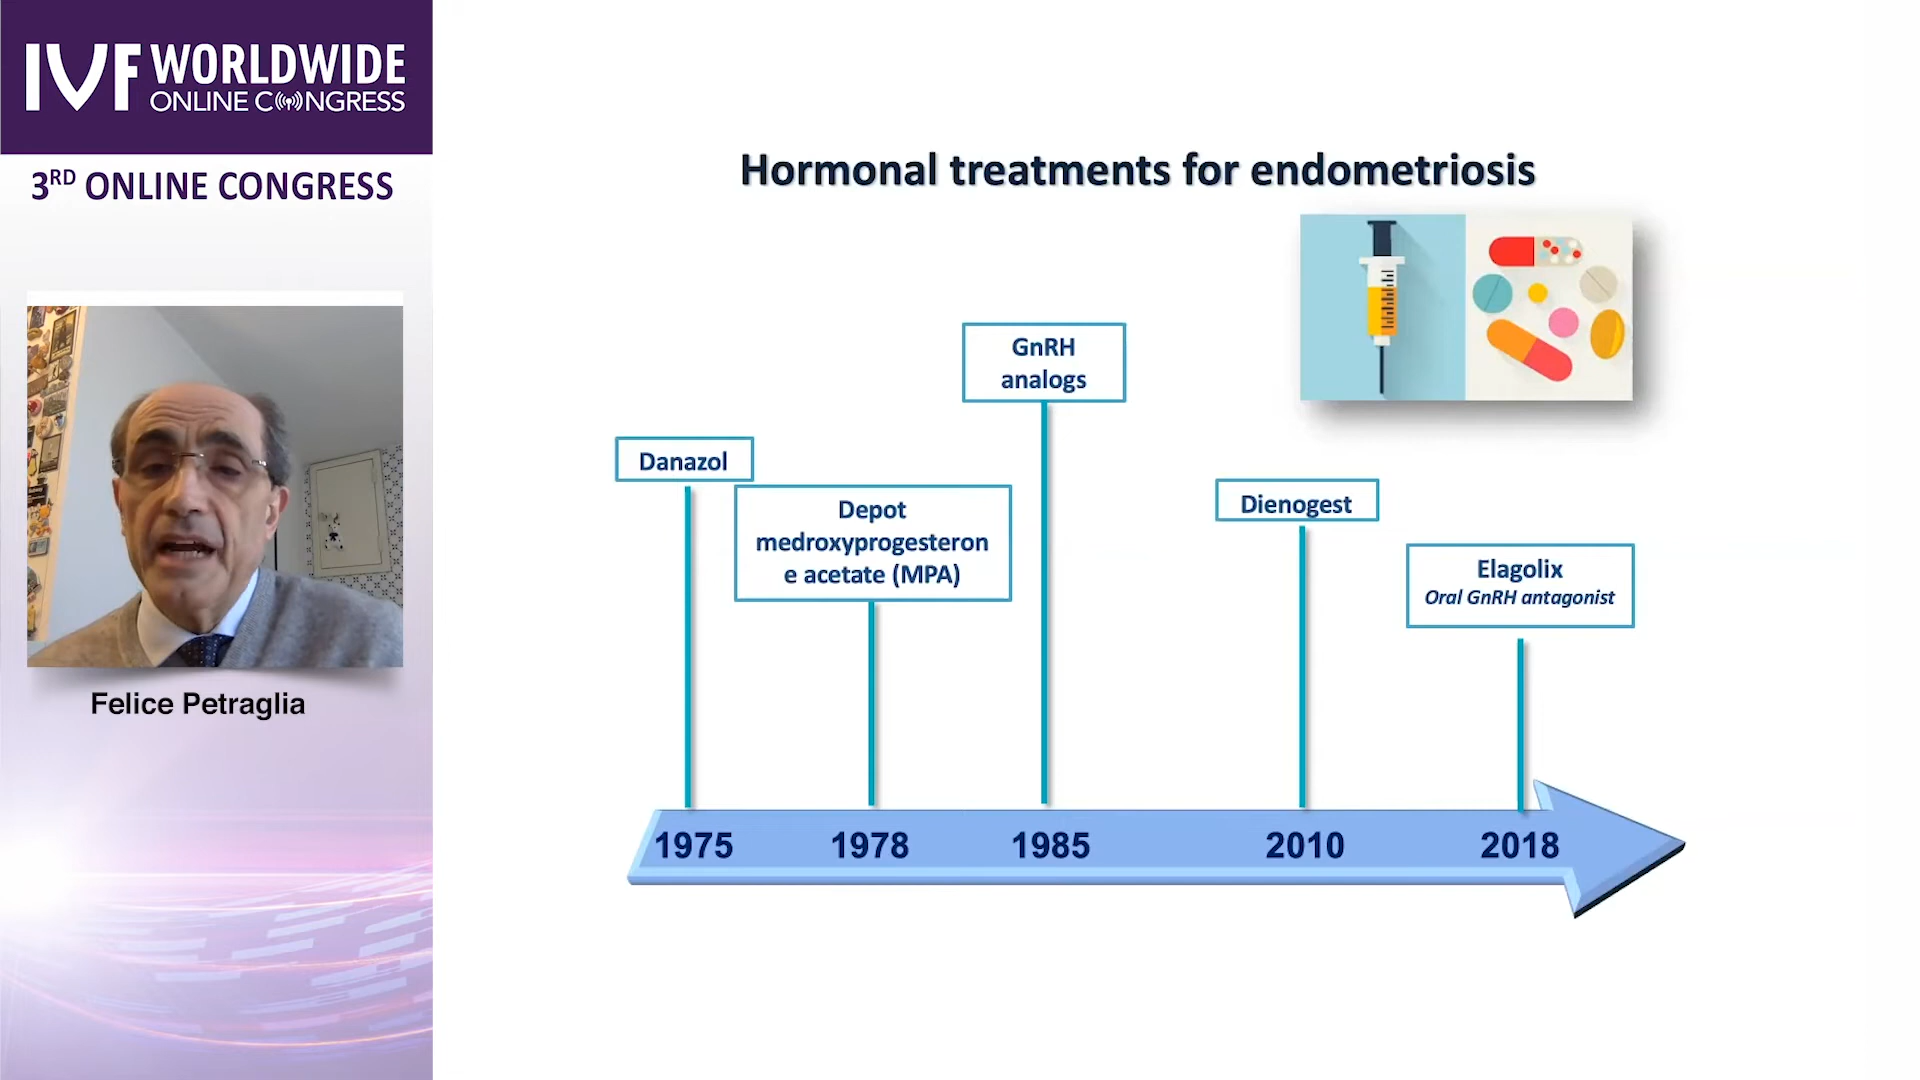 IVF WORLDWIDE
ONLINE CONGRESS
3RD ONLINE CONGRESS
Felice Petraglia
Hormonal treatments for endometriosis
GnRH
analogs
Danazol
Depot
medroxyprogesteron
e acetate (MPA)
Dienogest
Elagolix
Oral GnRH antagonist
1975 1978 1985 2010 2018